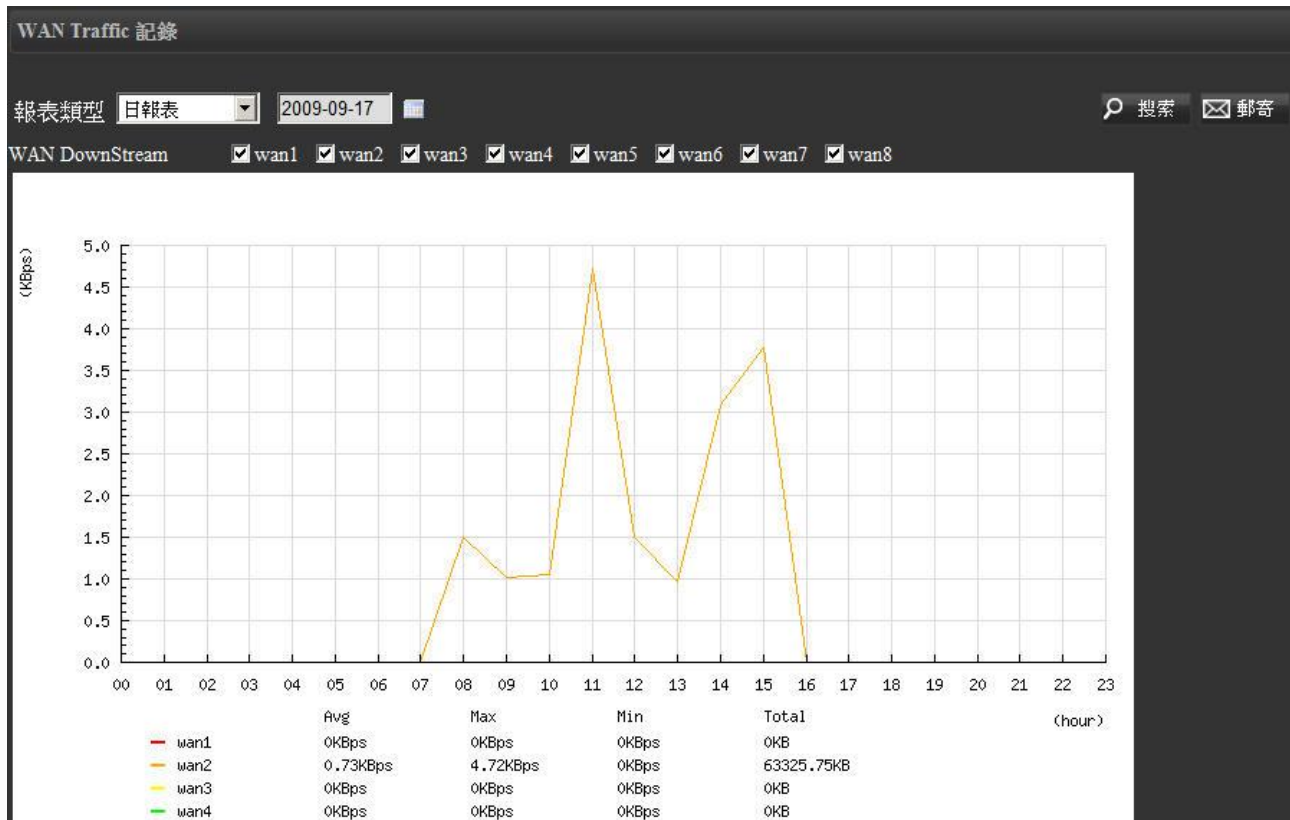 WAN Traffic 記錄
報表類型 日報表 2009-09-17 搜索 郵寄
WAN DownStream wan1 wan2 wan3 wan4 wan5 wan6 wan7 wan8
(KBps)
5.0
4.5
4.0
3.5
3.0
2.5
2.0
1.5
1.0
0.5
0.0
00 01 02 03 04 05 06 07 08 09 10 11 12 13 14 15 16 17 18 19 20 21 22 23
(hour)
Avg Max Min Total
wan1 0KBps 0KBps 0KBps 0KB
wan2 0.73KBps 4.72KBps 0KBps 63325.75KB
wan3 0KBps 0KBps 0KBps 0KB
wan4 0KBps 0KBps 0KBps 0KB